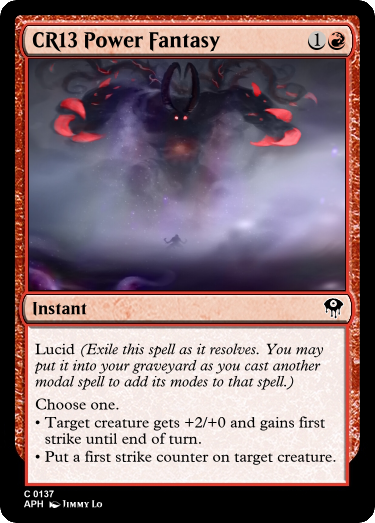 CR13 Power Fantasy 1
Instant
Lucid (Exile this spell as it resolves. You may
put it into your graveyard as you cast another
modal spell to add its modes to that spell.)
Choose one.
• Target creature gets +2/+0 and gains first
strike until end of turn.
• Put a first strike counter on target creature.
C 0137
APH Jimmy Lo